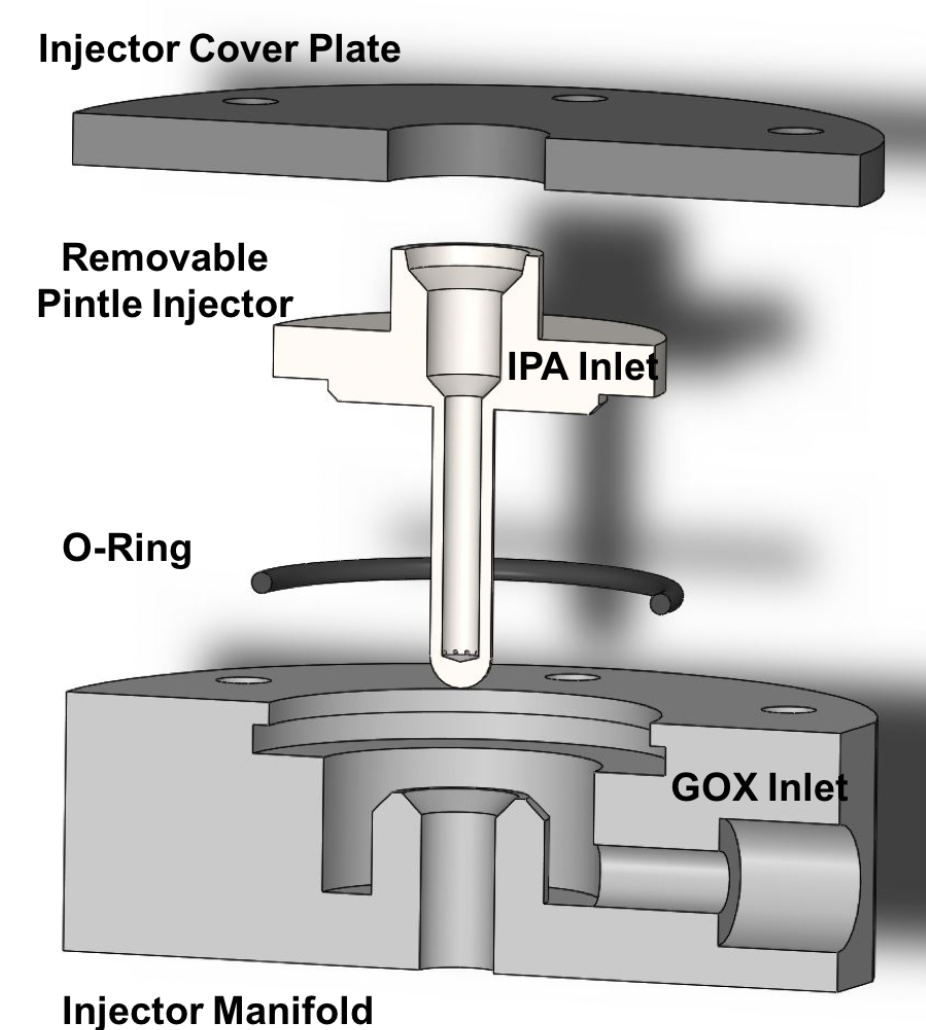 Injector Cover Plate
Removable
Pintle Injector
IPA Inlet
O-Ring
GOX Inlet
Injector Manifold